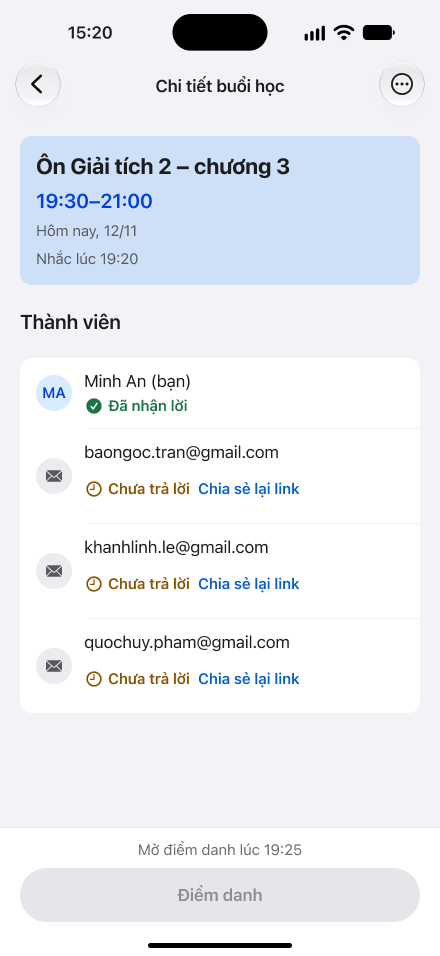 15:20
Chi tiết buổi học
Ôn Giải tích 2 – chương 3
19:30–21:00
Hôm nay, 12/11
Nhắc lúc 19:20
Thành viên
MA
Minh An (bạn)
Đã nhận lời
baongoc.tran@gmail.com
Chưa trả lời Chia sẻ lại link
khanhlinh.le@gmail.com
Chưa trả lời Chia sẻ lại link
quochuy.pham@gmail.com
Chưa trả lời Chia sẻ lại link
Mở điểm danh lúc 19:25
Điểm danh